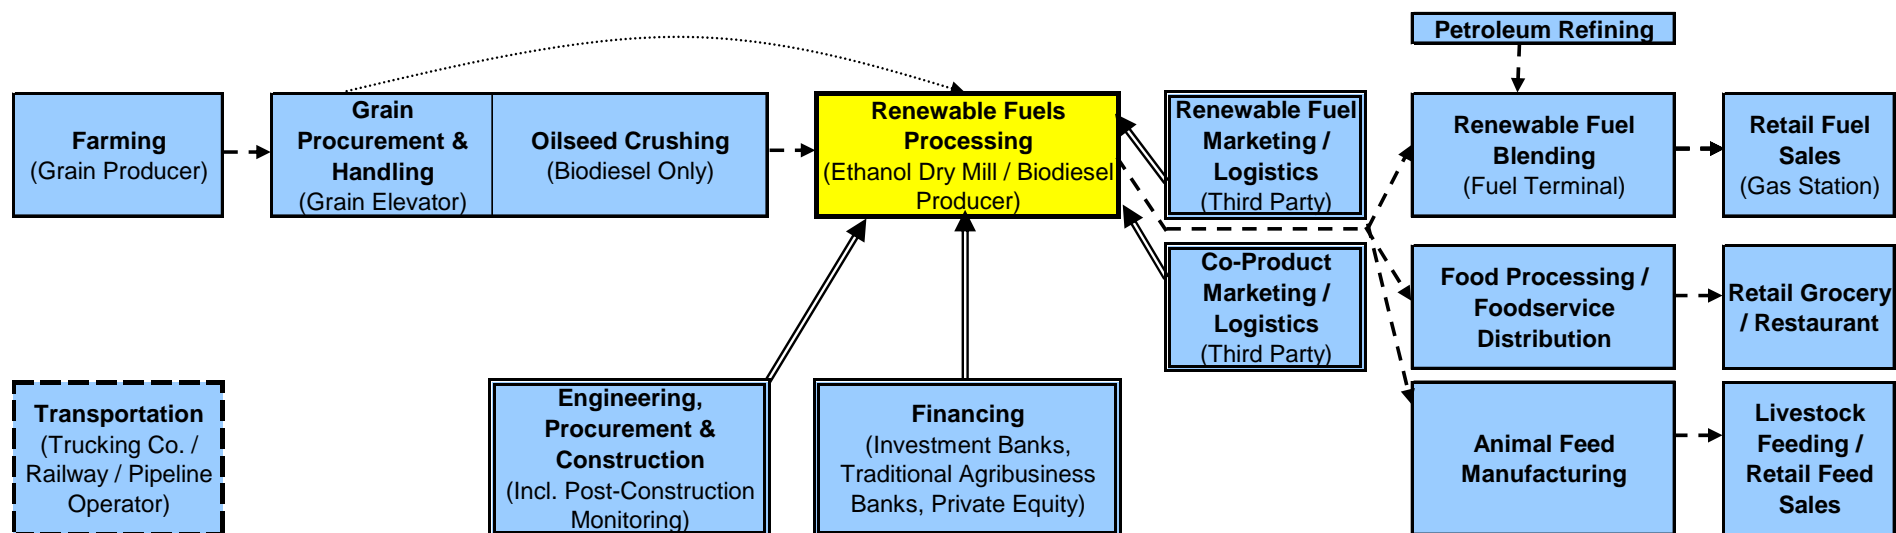 Petroleum Refining
Farming
(Grain Producer)
Grain
Procurement &
Handling
(Grain Elevator)
Oilseed Crushing
(Biodiesel Only)
Renewable Fuels
Processing
(Ethanol Dry Mill / Biodiesel
Producer)
Renewable Fuel
Marketing /
Logistics
(Third Party)
Renewable Fuel
Blending
(Fuel Terminal)
Retail Fuel
Sales
(Gas Station)
Co-Product
Marketing /
Logistics
(Third Party)
Food Processing /
Foodservice
Distribution
Retail Grocery
/ Restaurant
Transportation
(Trucking Co. /
Railway / Pipeline
Operator)
Engineering,
Procurement &
Construction
(Incl. Post-Construction
Monitoring)
Financing
(Investment Banks,
Traditional Agribusiness
Banks, Private Equity)
Animal Feed
Manufacturing
Livestock
Feeding /
Retail Feed
Sales